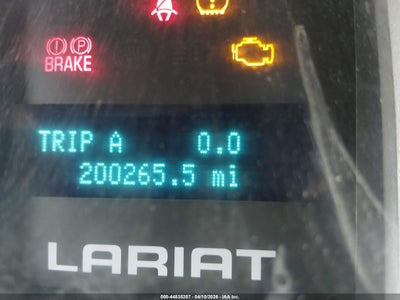 BRAKE
TRIP A 0.0
200265.5 mi
LARIAT
000-44835287 - 04/10/2026 - IAA Inc.